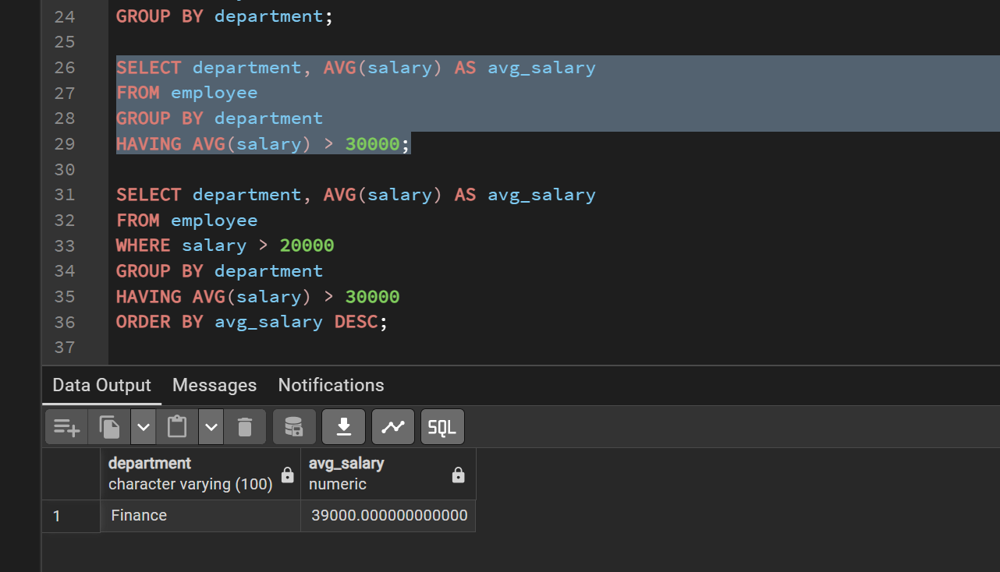 24 GROUP BY department;
25
26 SELECT department, AVG(salary) AS avg_salary
27 FROM employee
28 GROUP BY department
29 HAVING AVG(salary) > 30000;
30
31 SELECT department, AVG(salary) AS avg_salary
32 FROM employee
33 WHERE salary > 20000
34 GROUP BY department
35 HAVING AVG(salary) > 30000
36 ORDER BY avg_salary DESC;
37
Data Output Messages Notifications
SQL
department avg_salary
character varying (100) numeric
1 Finance 39000.000000000000